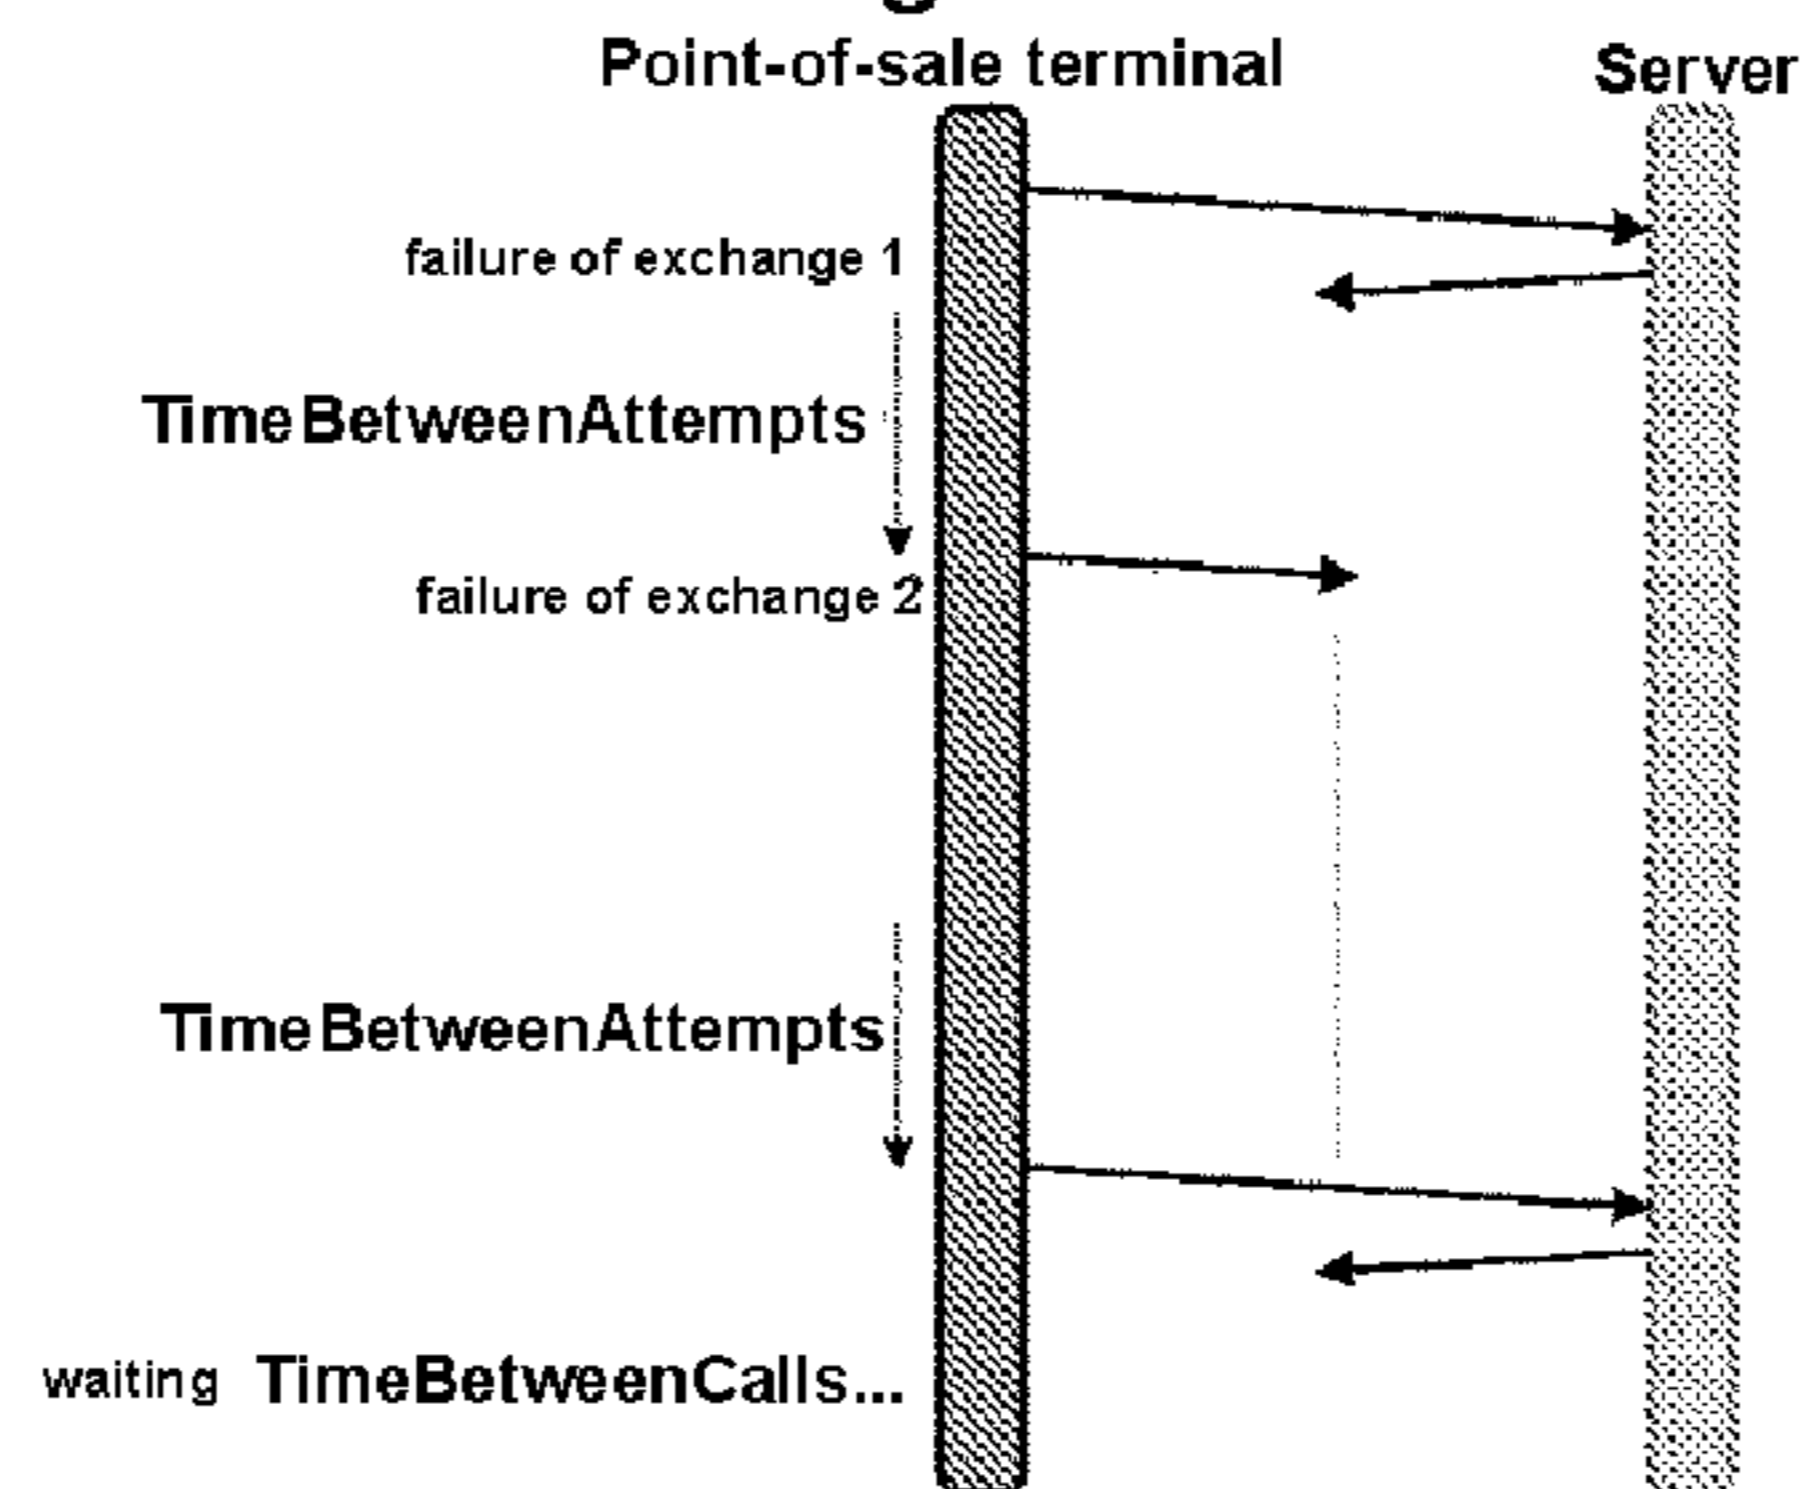 Point-of-sale terminal
Server
failure of exchange 1
TimeBetweenAttempts
failure of exchange 2
TimeBetweenAttempts
waiting TimeBetweenCalls...